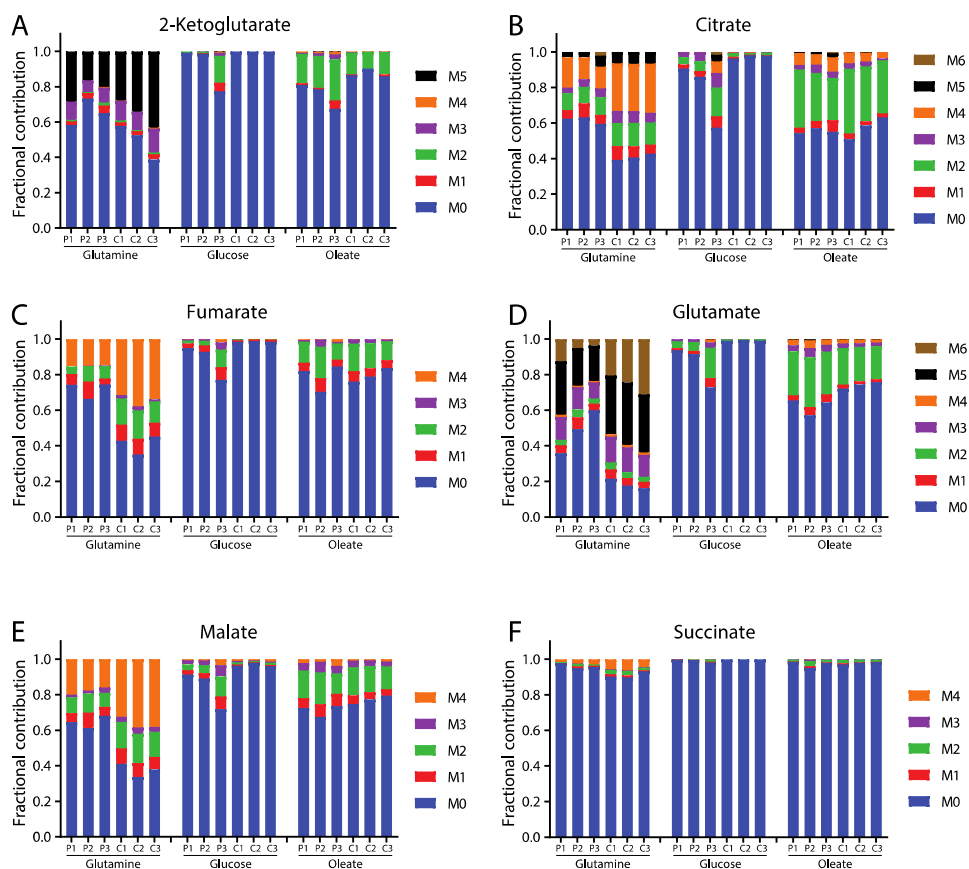 A
2-Ketoglutarate
Fractional contribution
1.0
0.8
0.6
0.4
0.2
0.0
P1 P2 P3 C1 C2 C3 P1 P2 P3 C1 C2 C3 P1 P2 P3 C1 C2 C3
Glutamine Glucose Oleate
M5
M4
M3
M2
M1
M0
B
Citrate
Fractional contribution
1.0
0.8
0.6
0.4
0.2
0.0
P1 P2 P3 C1 C2 C3 P1 P2 P3 C1 C2 C3 P1 P2 P3 C1 C2 C3
Glutamine Glucose Oleate
M6
M5
M4
M3
M2
M1
M0
C
Fumarate
Fractional contribution
1.0
0.8
0.6
0.4
0.2
0.0
P1 P2 P3 C1 C2 C3 P1 P2 P3 C1 C2 C3 P1 P2 P3 C1 C2 C3
Glutamine Glucose Oleate
M4
M3
M2
M1
M0
D
Glutamate
Fractional contribution
1.0
0.8
0.6
0.4
0.2
0.0
P1 P2 P3 C1 C2 C3 P1 P2 P3 C1 C2 C3 P1 P2 P3 C1 C2 C3
Glutamine Glucose Oleate
M6
M5
M4
M3
M2
M1
M0
E
Malate
Fractional contribution
1.0
0.8
0.6
0.4
0.2
0.0
P1 P2 P3 C1 C2 C3 P1 P2 P3 C1 C2 C3 P1 P2 P3 C1 C2 C3
Glutamine Glucose Oleate
M4
M3
M2
M1
M0
F
Succinate
Fractional contribution
1.0
0.8
0.6
0.4
0.2
0.0
P1 P2 P3 C1 C2 C3 P1 P2 P3 C1 C2 C3 P1 P2 P3 C1 C2 C3
Glutamine Glucose Oleate
M4
M3
M2
M1
M0